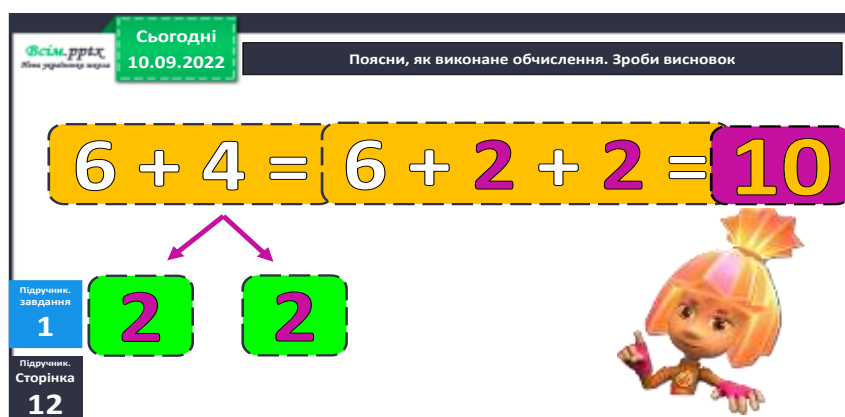 Всім.pptx
Нова українська школа
Сьогодні
10.09.2022
Поясни, як виконане обчислення. Зроби висновок
6 + 4 = 6 + 2 + 2 = 10
2 2
Підручник.
завдання
1
Підручник.
Сторінка
12